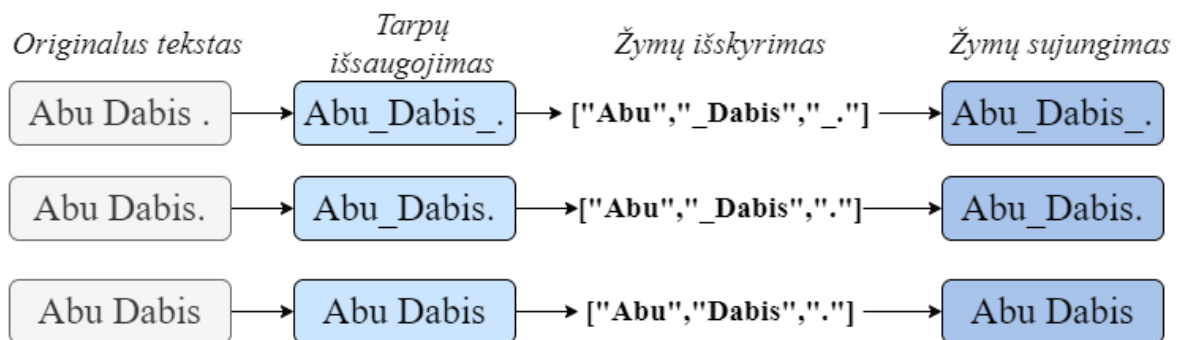 Originalus tekstas
Tarpų
išsaugojimas
Žymų išskyrimas
Žymų sujungimas
Abu Dabis .
Abu_Dabis_.
["Abu","_Dabis","_."]
Abu_Dabis_.
Abu Dabis.
Abu_Dabis.
["Abu","_Dabis","."]
Abu_Dabis.
Abu Dabis
Abu Dabis
["Abu","Dabis","."]
Abu Dabis